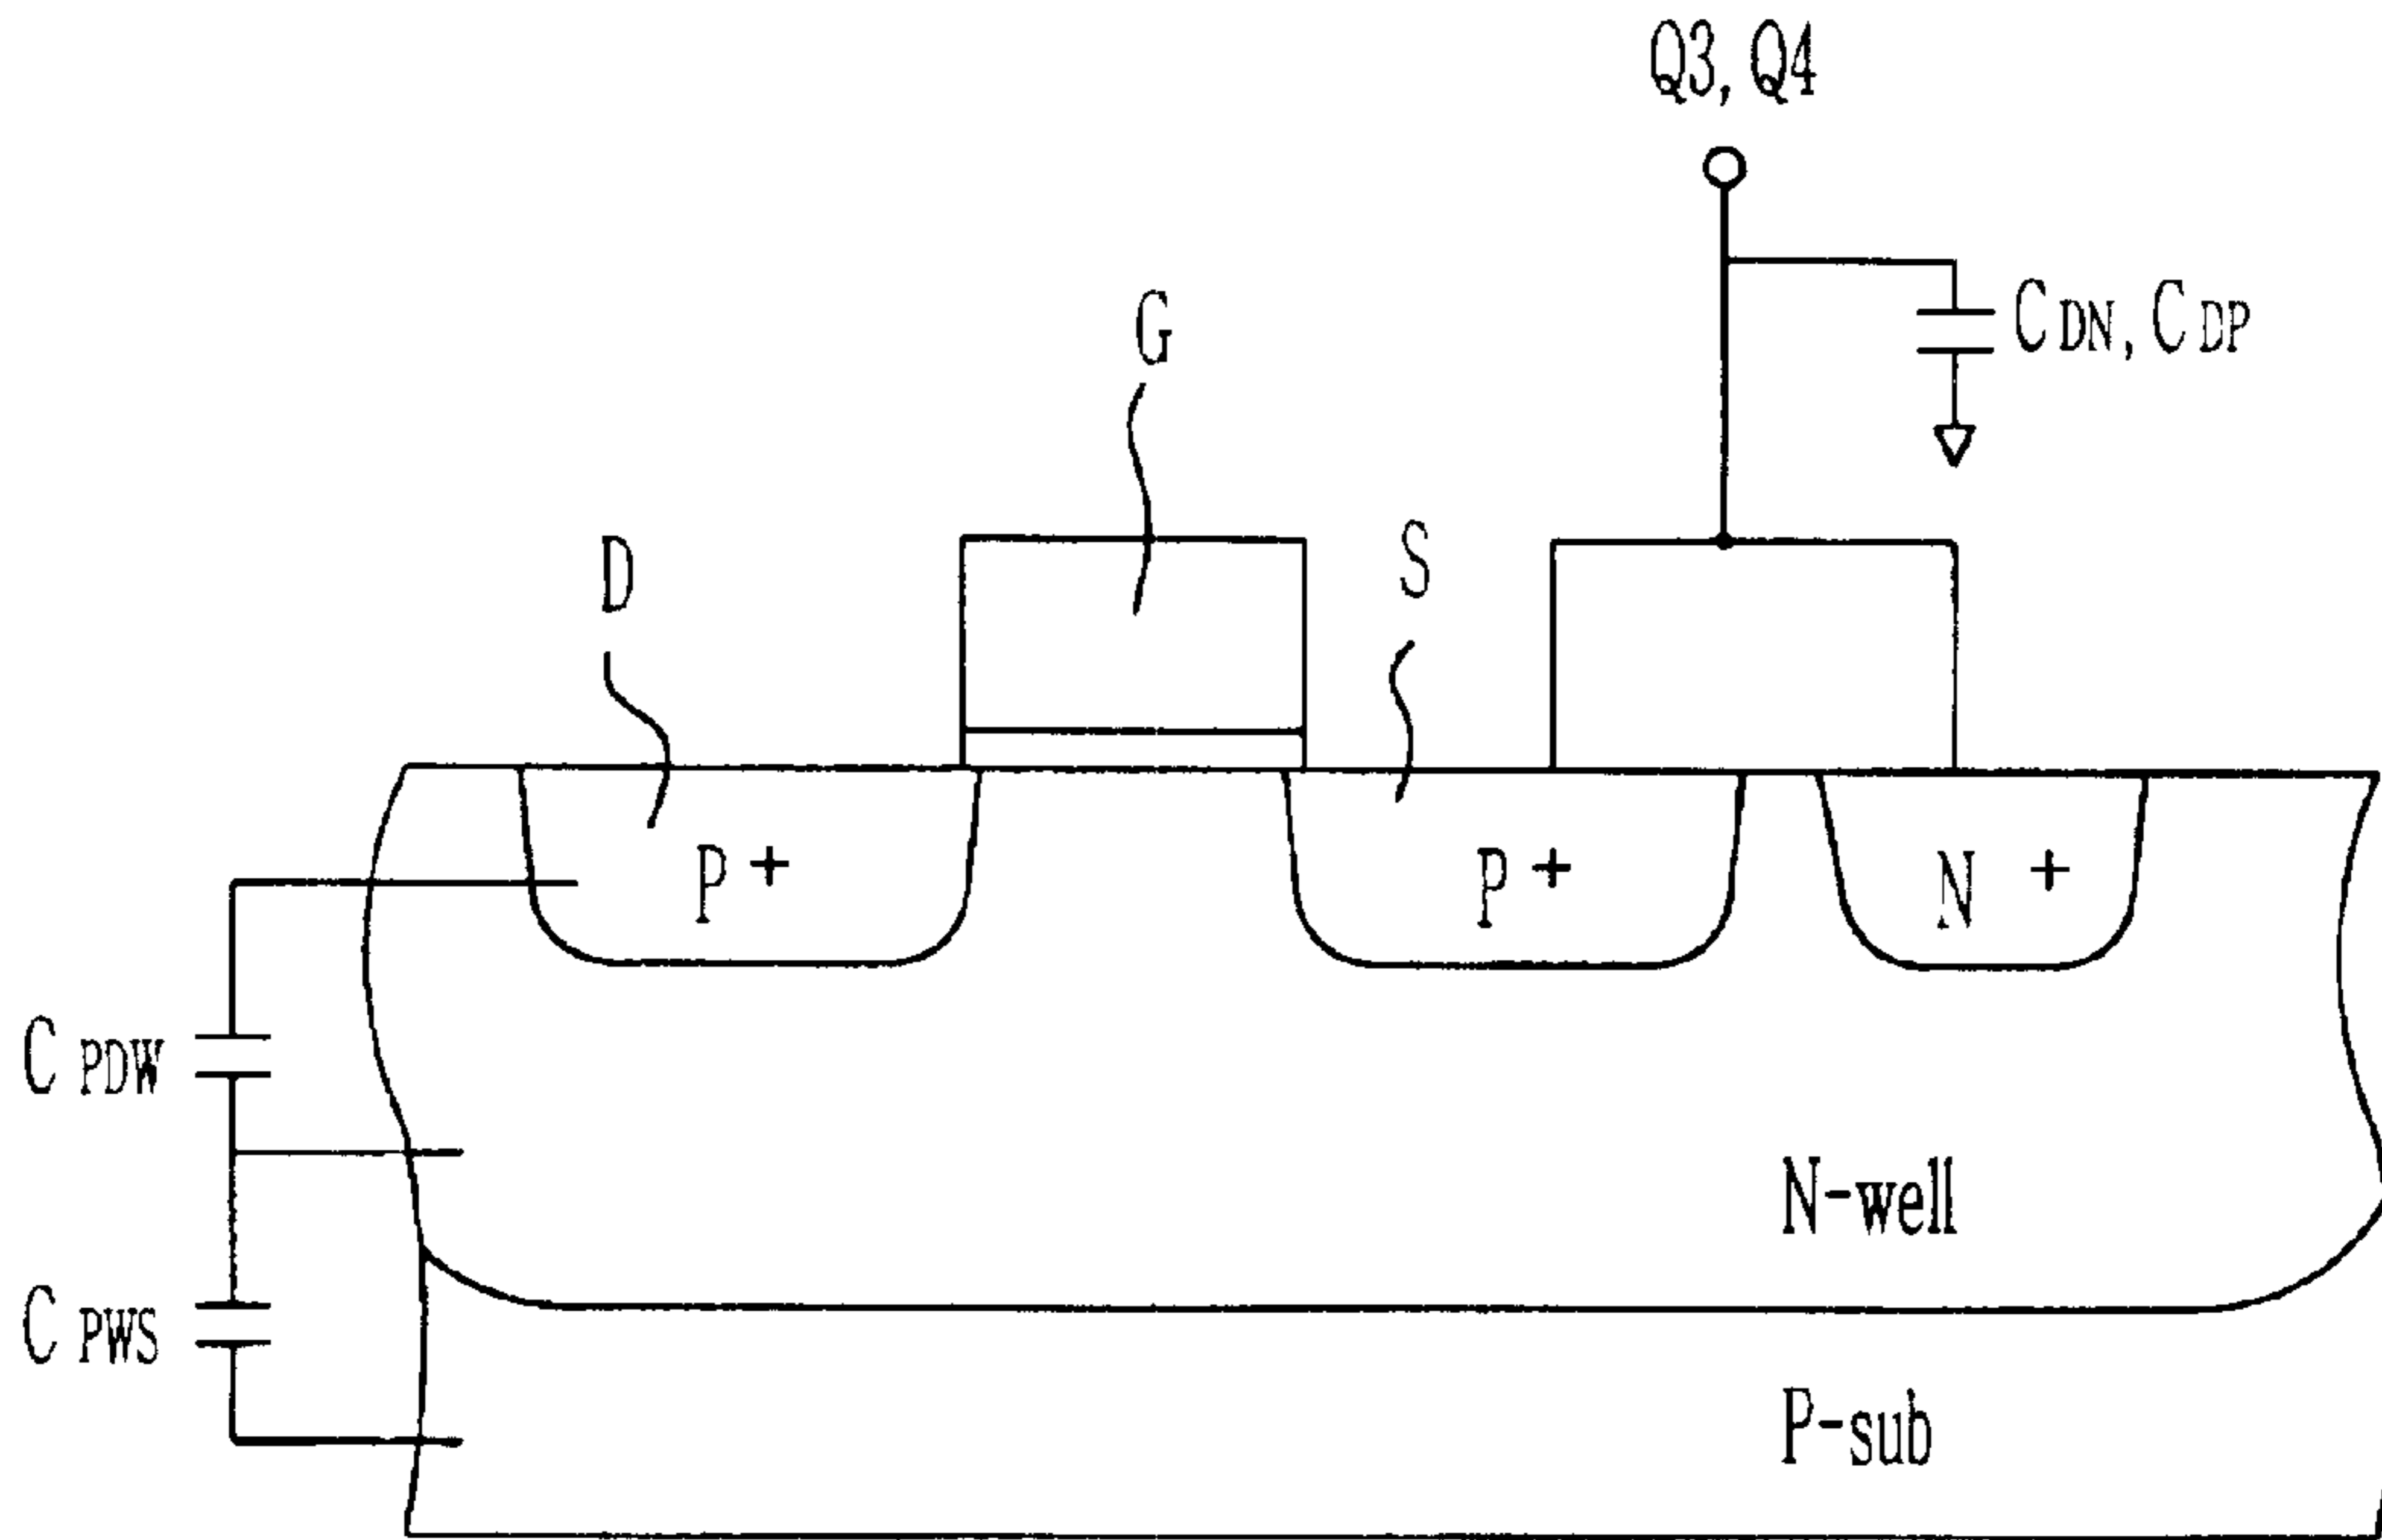 Q3, Q4
G
C DN, C DP
D
S
P+
P+
N+
C PDW
N-well
C PWS
P-sub